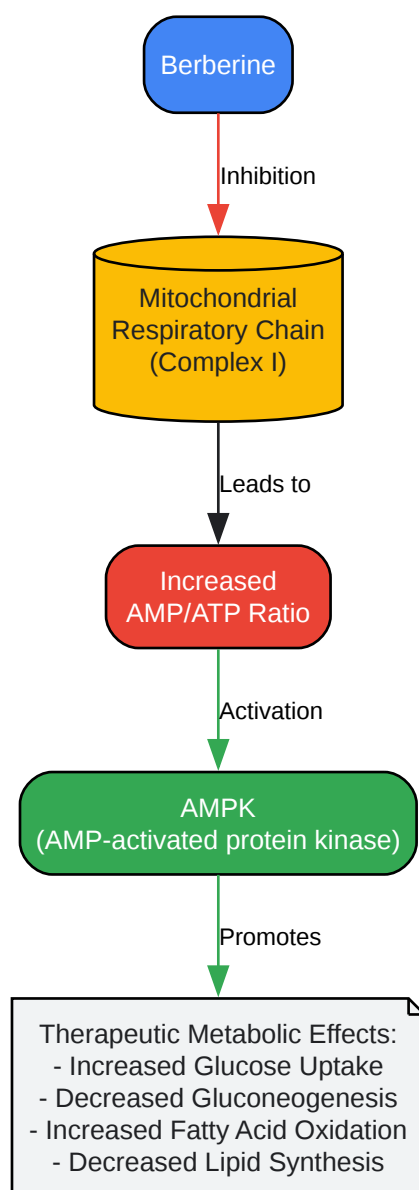 Berberine
Inhibition
Mitochondrial
Respiratory Chain
(Complex I)
Leads to
Increased
AMP/ATP Ratio
Activation
AMPK
(AMP-activated protein kinase)
Promotes
Therapeutic Metabolic Effects:
- Increased Glucose Uptake
- Decreased Gluconeogenesis
- Increased Fatty Acid Oxidation
- Decreased Lipid Synthesis